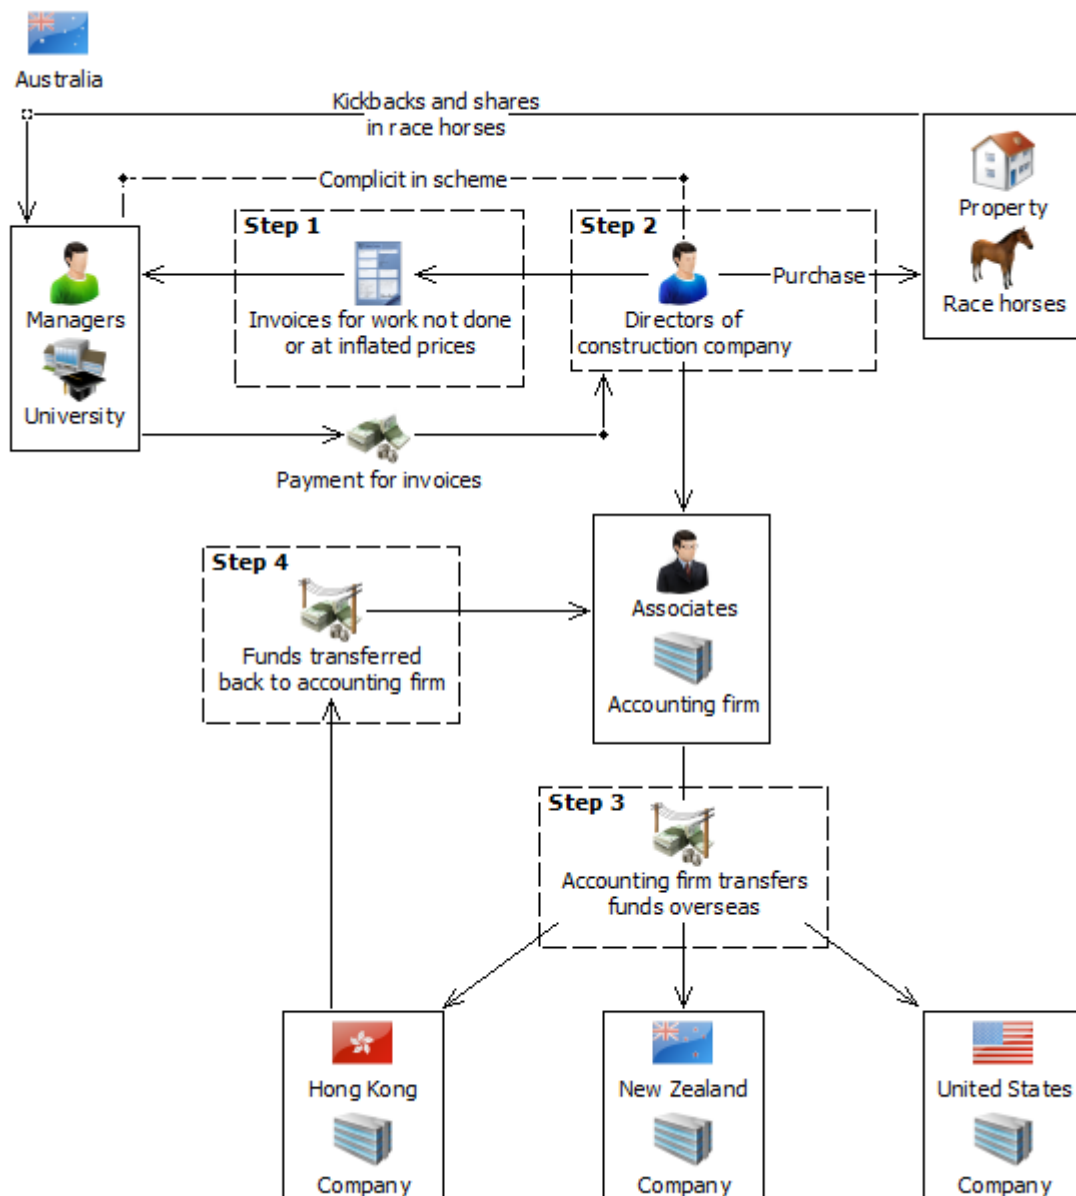 Australia
Kickbacks and shares
in race horses
Complicit in scheme
Property
Race horses
Step 1
Invoices for work not done
or at inflated prices
Step 2
Directors of
construction company
Purchase
Managers
University
Payment for invoices
Associates
Accounting firm
Step 4
Funds transferred
back to accounting firm
Step 3
Accounting firm transfers
funds overseas
Hong Kong
Company
New Zealand
Company
United States
Company